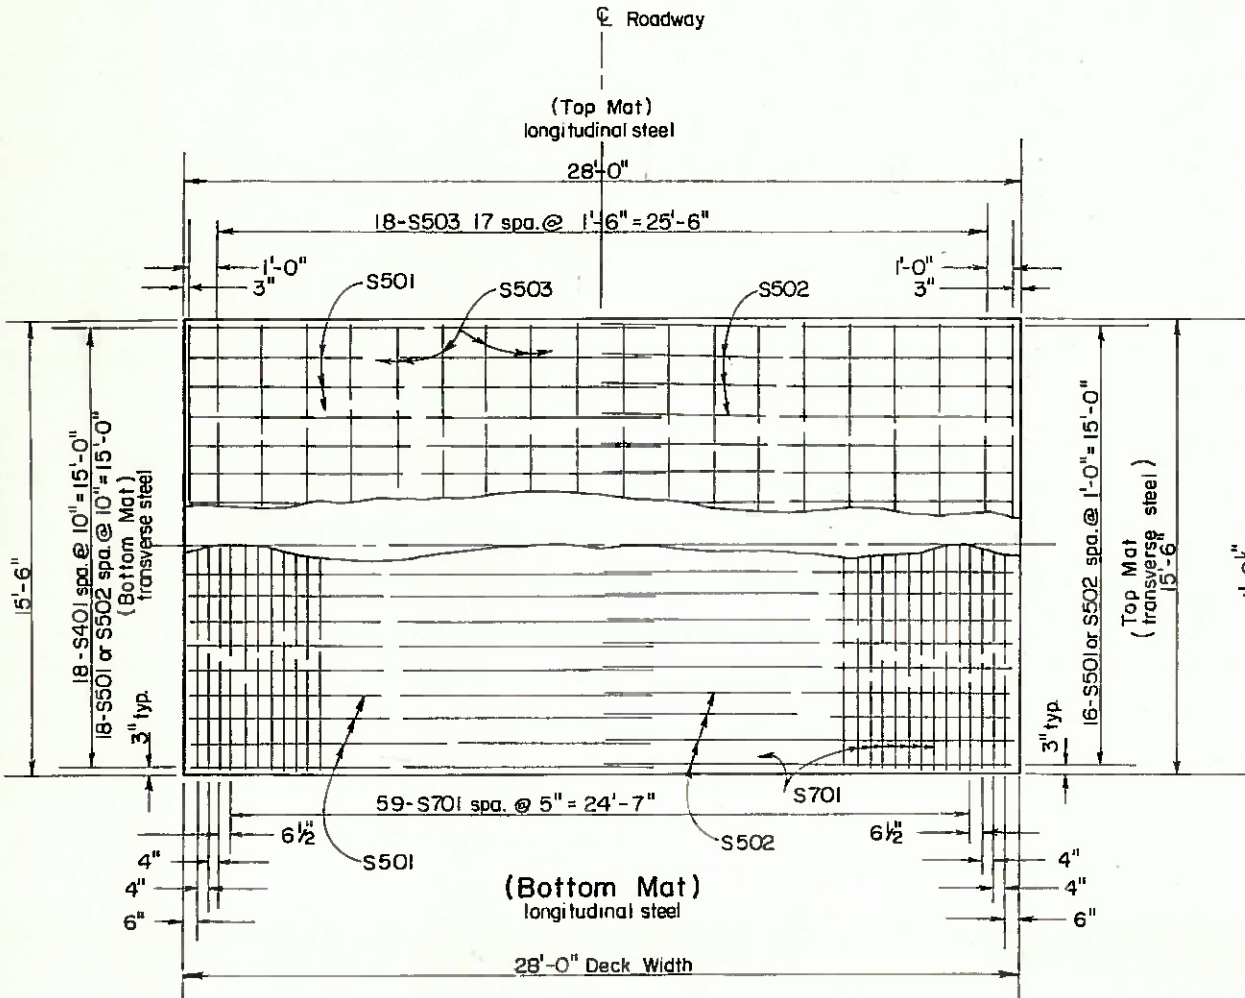 ℄ Roadway
(Top Mat)
longitudinal steel
28'-0"
18-S503 17 spa.@ 1'-6"=25'-6"
1'-0"
1'-0"
3"
3"
S501
S503
S502
15'-6"
18-S401 spa.@ 10"=15'-0"
18-S501 or S502 spa.@ 10"=15'-0"
(Bottom Mat)
transverse steel
3" typ.
16-S501 or S502 spa.@ 1'-0"=15'-0"
(Top Mat
transverse steel)
15'-6"
3" typ.
59-S701 spa. @ 5" = 24'-7"
S701
6½"
6½"
S501
S502
4"
4"
4"
4"
6"
6"
(Bottom Mat)
longitudinal steel
28'-0" Deck Width